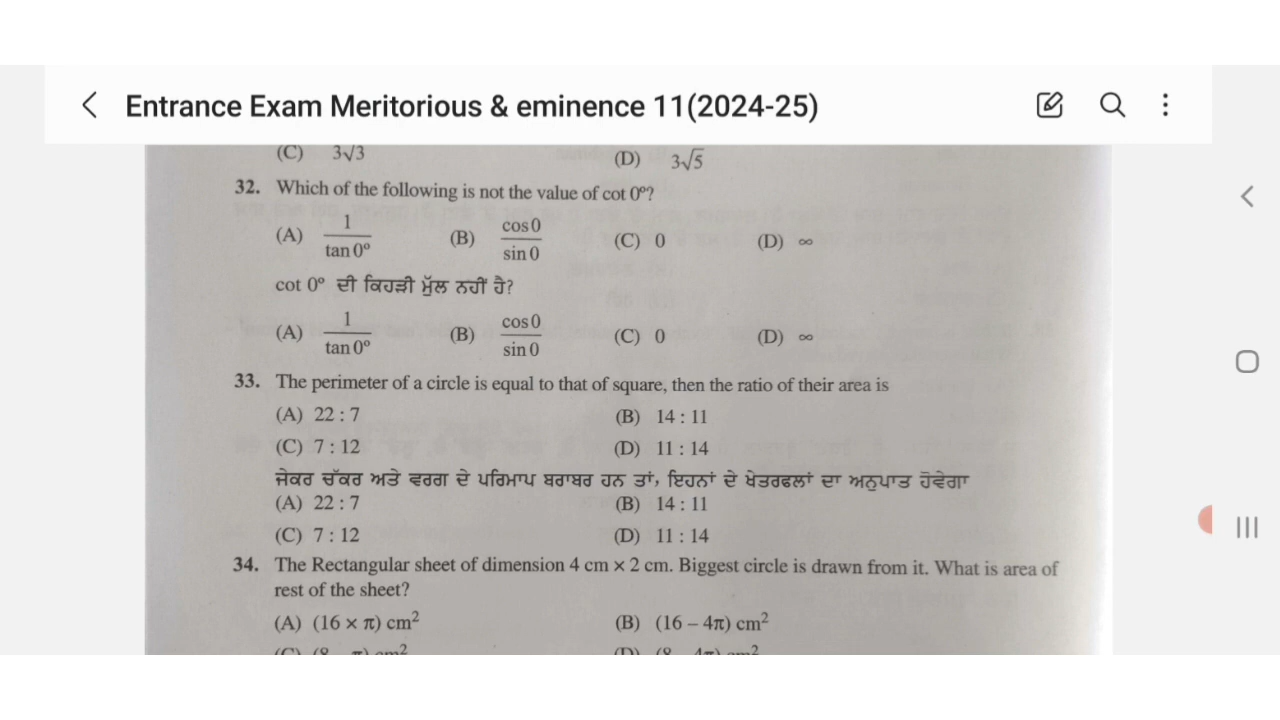 Entrance Exam Meritorious & eminence 11(2024-25)
(C) 3√3 (D) 3√5
32. Which of the following is not the value of cot 0°?
(A) 1/tan 0° (B) cos 0/sin 0 (C) 0 (D) ∞
cot 0° ਦੀ ਕਿਹੜੀ ਮੁੱਲ ਨਹੀਂ ਹੈ?
(A) 1/tan 0° (B) cos 0/sin 0 (C) 0 (D) ∞
33. The perimeter of a circle is equal to that of square, then the ratio of their area is
(A) 22 : 7 (B) 14 : 11
(C) 7 : 12 (D) 11 : 14
ਜੇਕਰ ਚੱਕਰ ਅਤੇ ਵਰਗ ਦੇ ਪਰਿਮਾਪ ਬਰਾਬਰ ਹਨ ਤਾਂ, ਇਹਨਾਂ ਦੇ ਖੇਤਰਫਲਾਂ ਦਾ ਅਨੁਪਾਤ ਹੋਵੇਗਾ
(A) 22 : 7 (B) 14 : 11
(C) 7 : 12 (D) 11 : 14
34. The Rectangular sheet of dimension 4 cm × 2 cm. Biggest circle is drawn from it. What is area of
rest of the sheet?
(A) (16 × π) cm² (B) (16 – 4π) cm²